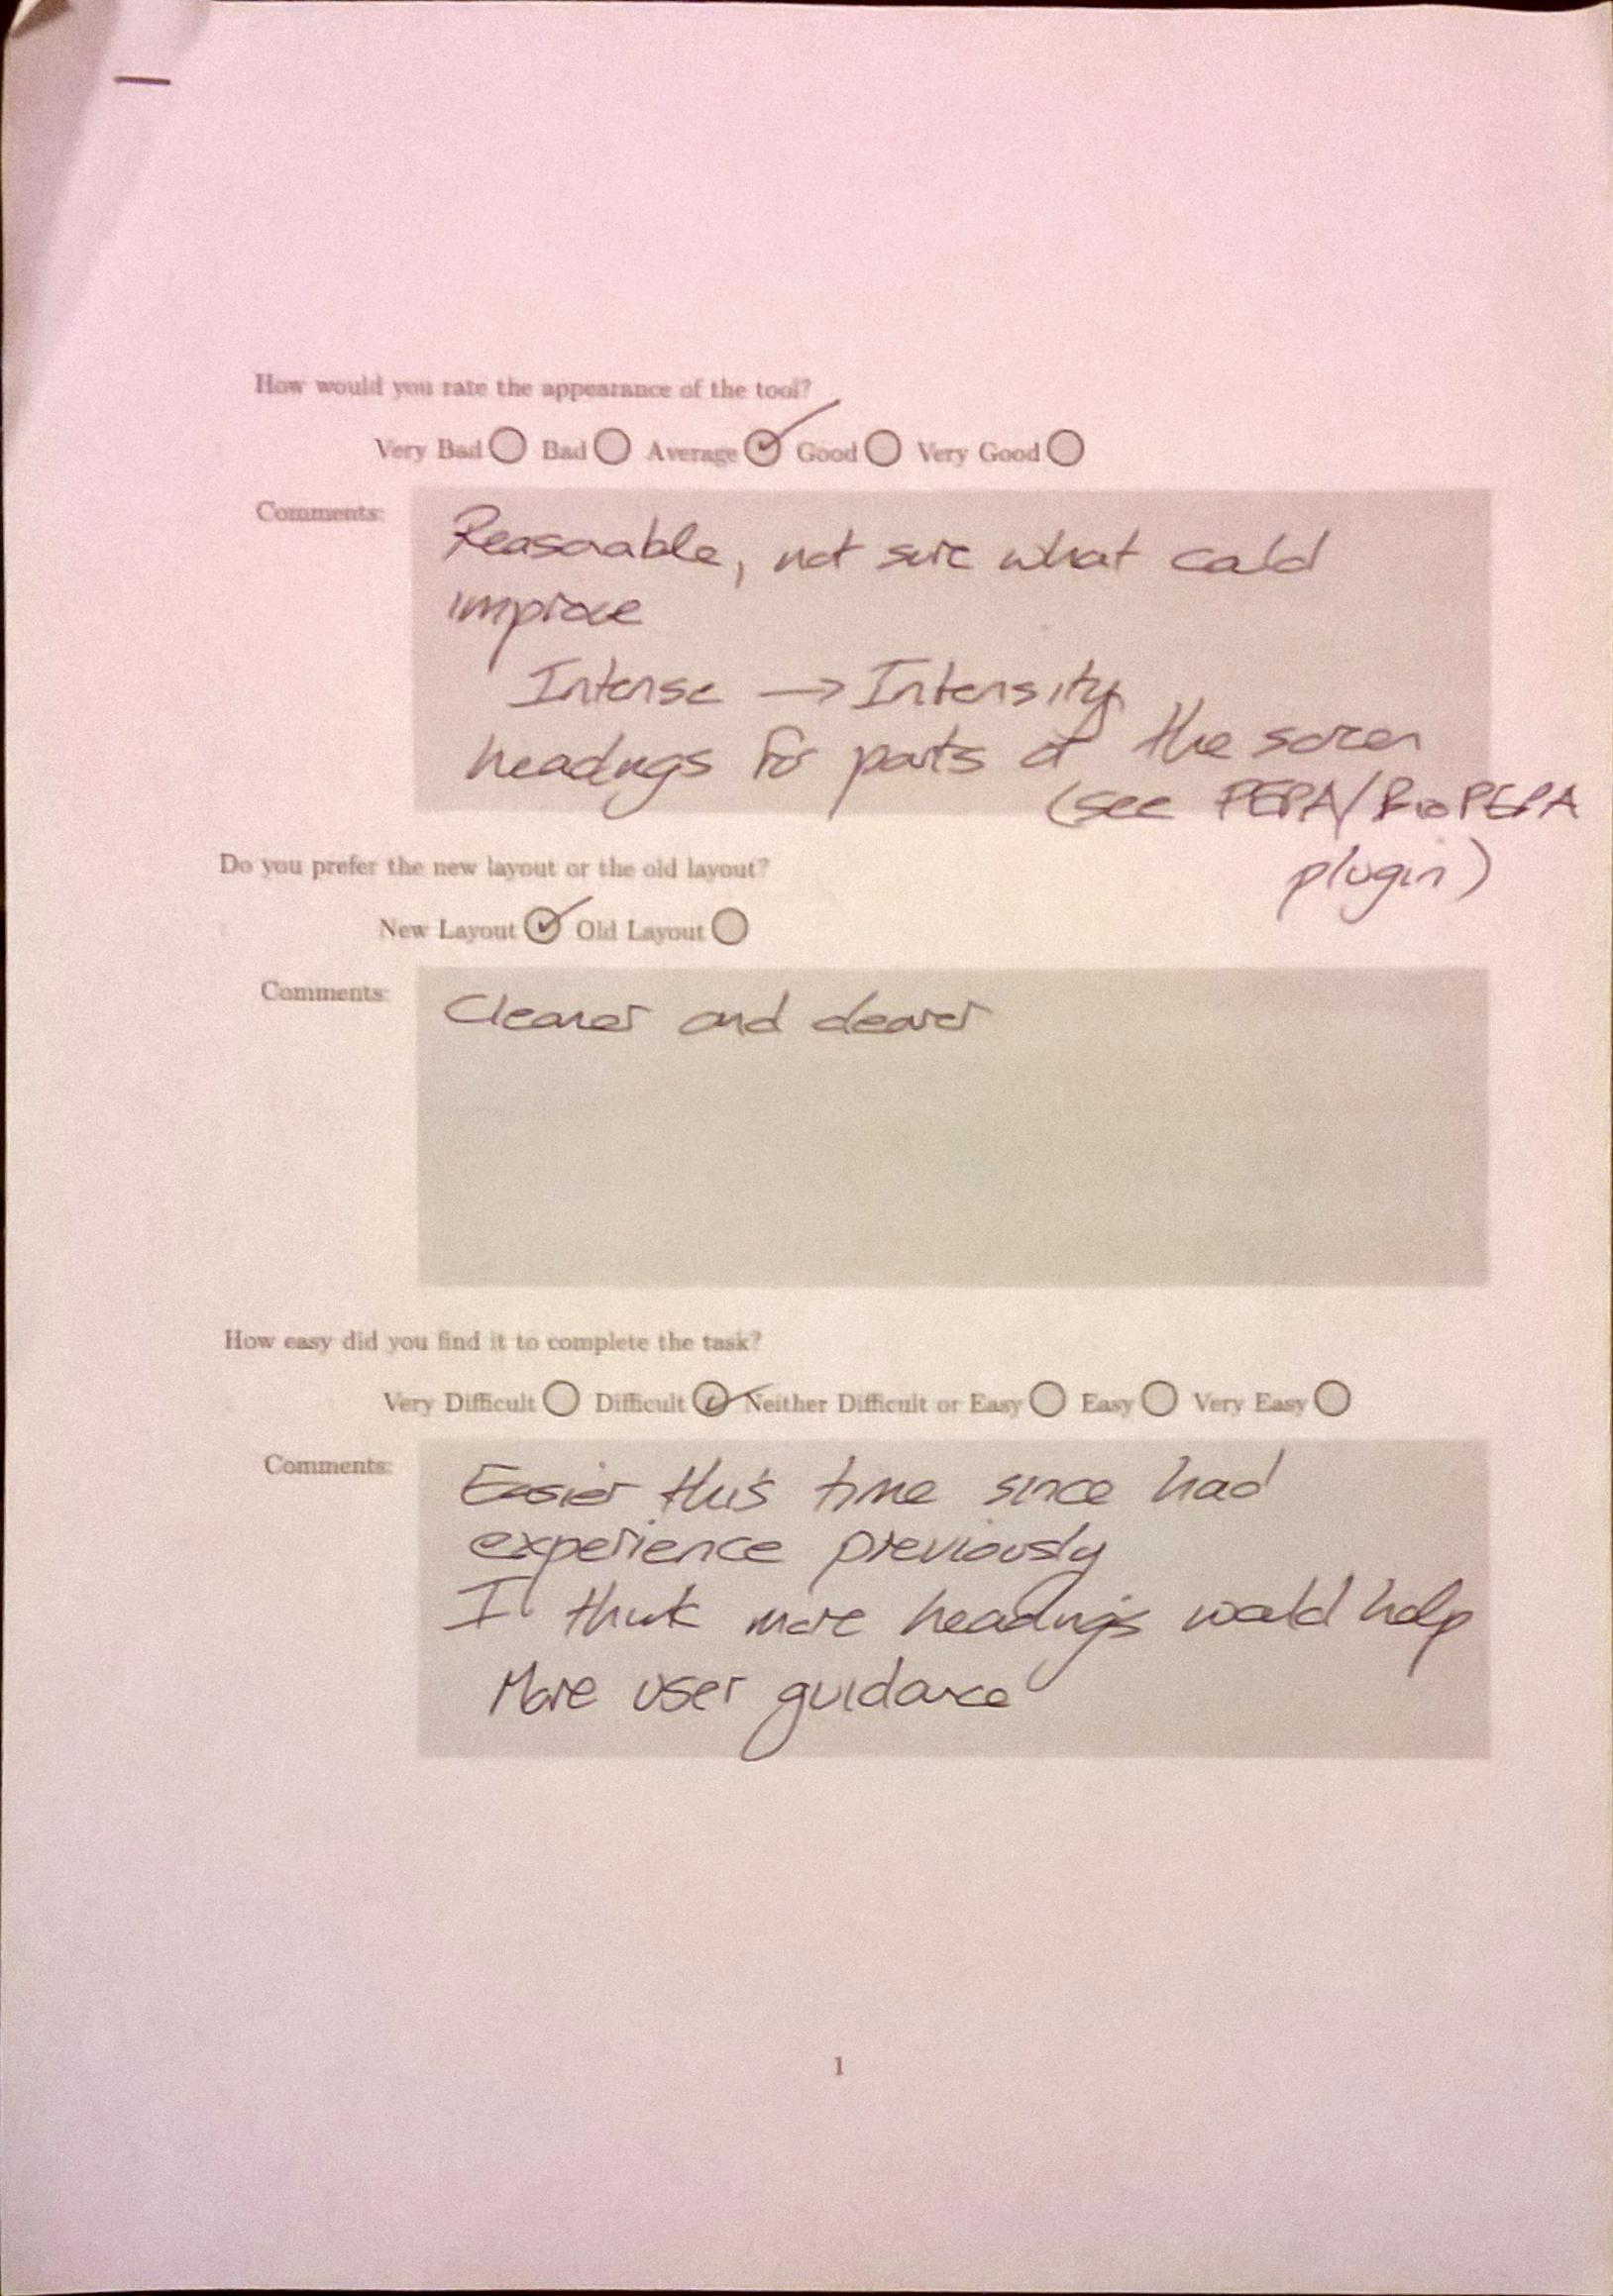 How would you rate the appearance of the tool?
Very Bad Bad Average Good Very Good
Comments:
Reasonable, not sure what could
improve
Intense → Intensity
headings for parts of the screen
(see PEPA/BioPEPA
plugin)
Do you prefer the new layout or the old layout?
New Layout Old Layout
Comments:
Cleaner and clearer
How easy did you find it to complete the task?
Very Difficult Difficult Neither Difficult or Easy Easy Very Easy
Comments:
Easier this time since had
experience previously
I think more headings would help
More user guidance
1